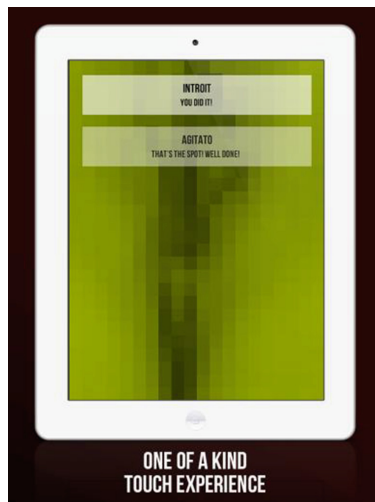 INTROIT
YOU DID IT!
AGITATO
THAT'S THE SPOT! WELL DONE!
ONE OF A KIND
TOUCH EXPERIENCE